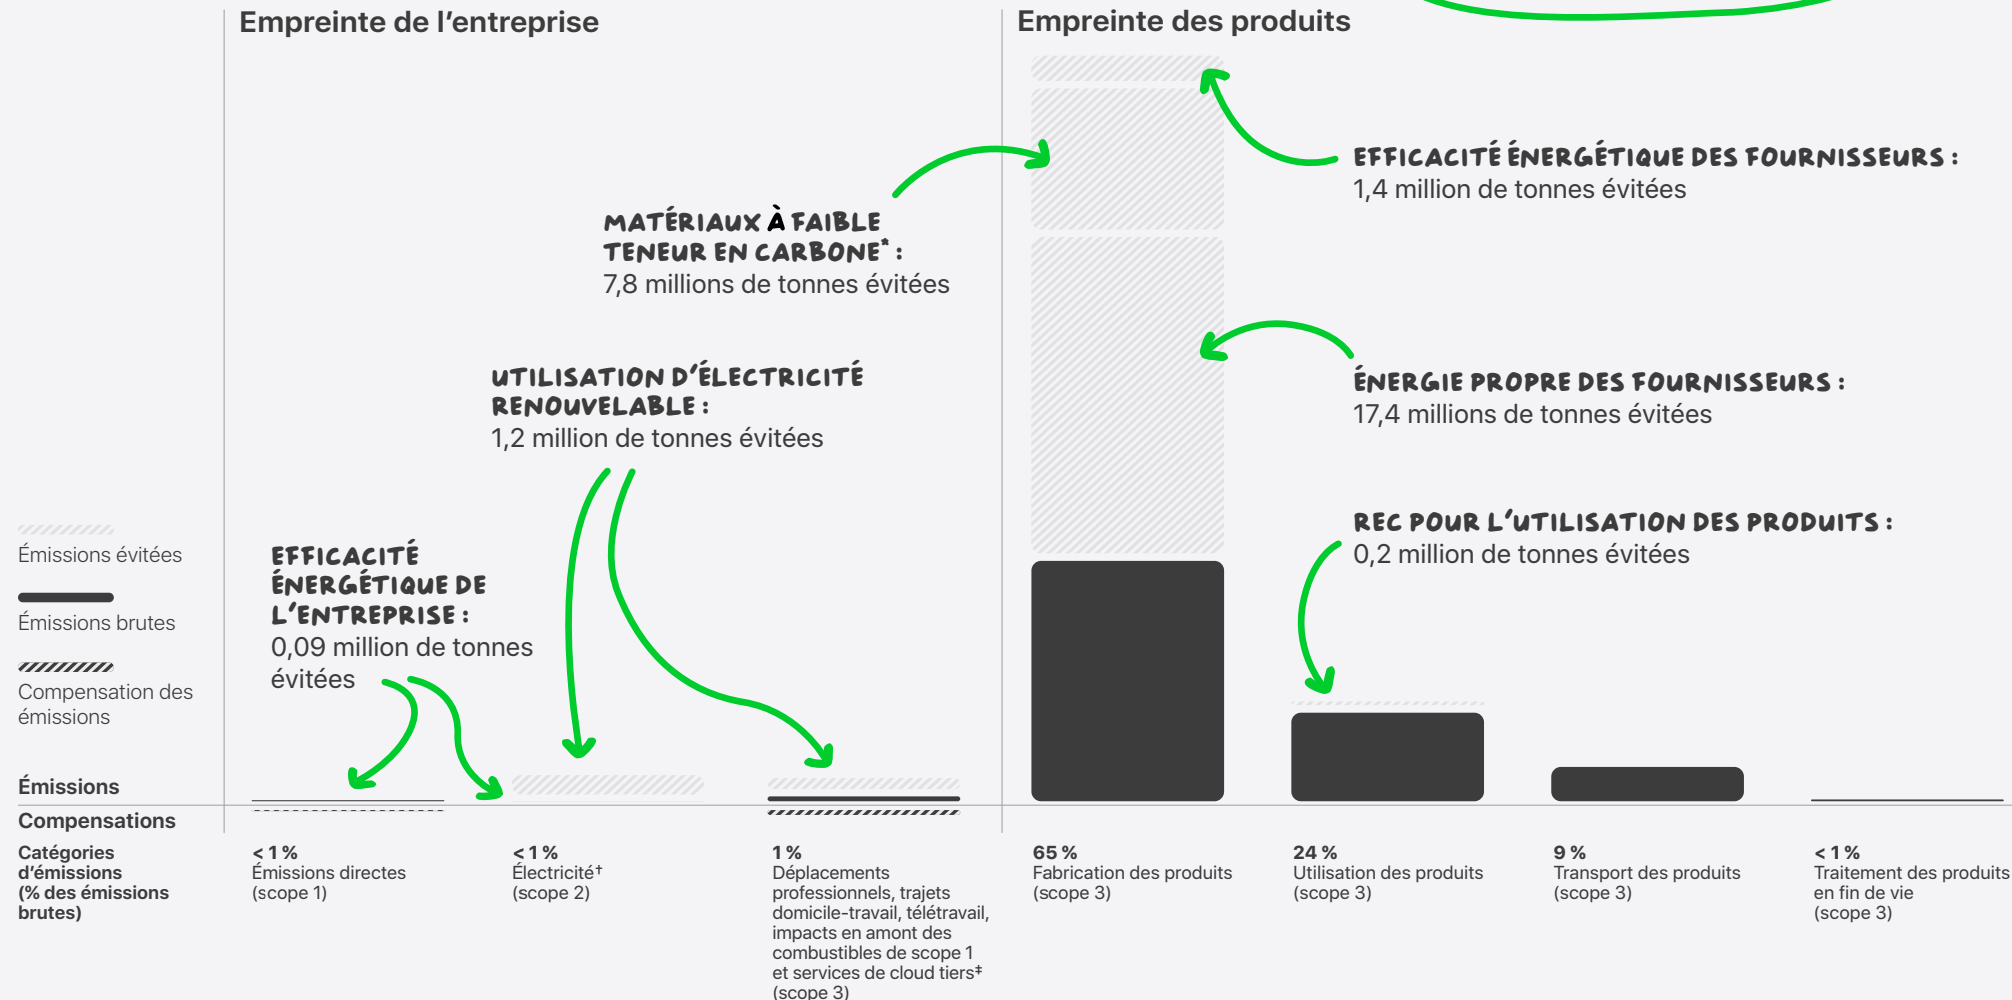 Empreinte de l’entreprise
Empreinte des produits
EFFICACITÉ ÉNERGÉTIQUE DES FOURNISSEURS :
1,4 million de tonnes évitées
MATÉRIAUX À FAIBLE
TENEUR EN CARBONE* :
7,8 millions de tonnes évitées
UTILISATION D’ÉLECTRICITÉ
RENOUVELABLE :
1,2 million de tonnes évitées
ÉNERGIE PROPRE DES FOURNISSEURS :
17,4 millions de tonnes évitées
REC POUR L’UTILISATION DES PRODUITS :
0,2 million de tonnes évitées
EFFICACITÉ
ÉNERGÉTIQUE DE
L’ENTREPRISE :
0,09 million de tonnes
évitées
Émissions évitées
Émissions brutes
Compensation des
émissions
Émissions
Compensations
Catégories
d’émissions
(% des émissions
brutes)
< 1 %
Émissions directes
(scope 1)
< 1 %
Électricité†
(scope 2)
1 %
Déplacements
professionnels, trajets
domicile-travail, télétravail,
impacts en amont des
combustibles de scope 1
et services de cloud tiers‡
(scope 3)
65 %
Fabrication des produits
(scope 3)
24 %
Utilisation des produits
(scope 3)
9 %
Transport des produits
(scope 3)
< 1 %
Traitement des produits
en fin de vie
(scope 3)